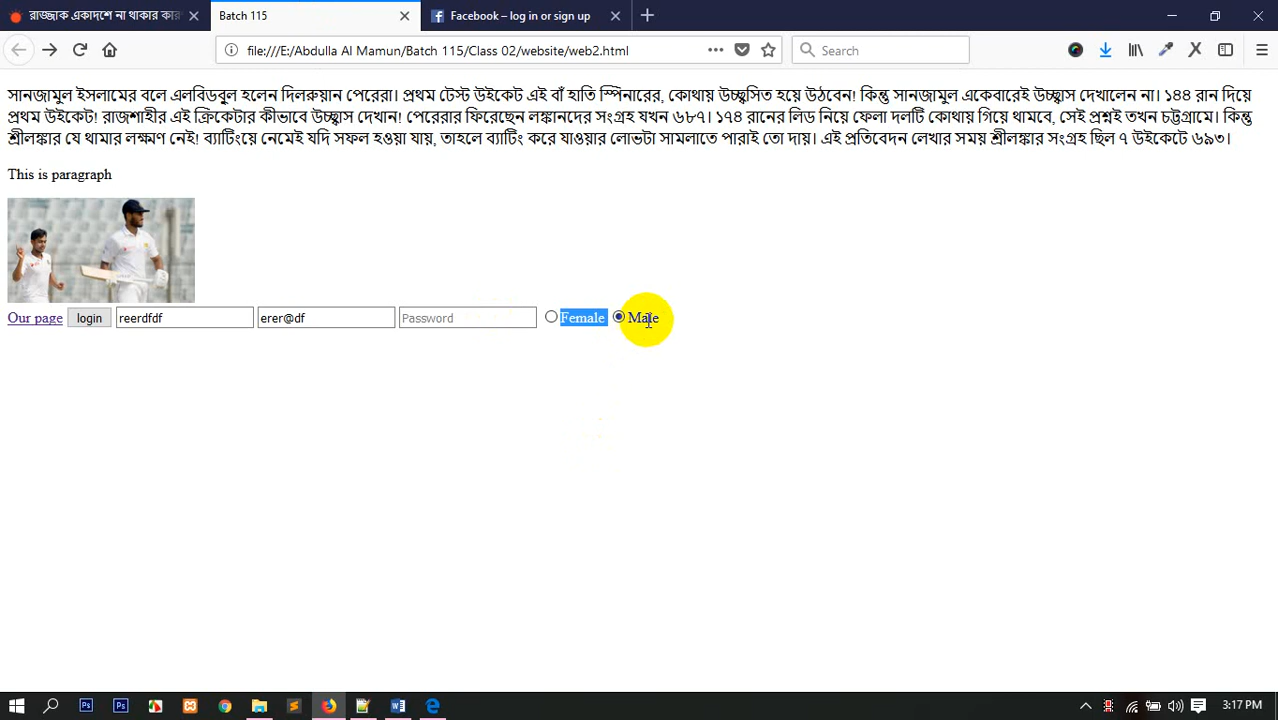 রাজ্জাক একাদশে না থাকার কার
Batch 115
Facebook – log in or sign up
file:///E:/Abdulla Al Mamun/Batch 115/Class 02/website/web2.html
Search
সানজামুল ইসলামের বলে এলবিডব্লু হলেন দিলরুয়ান পেরেরা। প্রথম টেস্ট উইকেট এই বাঁ হাতি স্পিনারের, কোথায় উচ্ছ্বসিত হয়ে উঠবেন! কিন্তু সানজামুল একেবারেই উচ্ছ্বাস দেখালেন না। ১৪৪ রান দিয়ে
প্রথম উইকেট! রাজশাহীর এই ক্রিকেটার কীভাবে উচ্ছ্বাস দেখান! পেরেরার ফিরেছেন লঙ্কানদের সংগ্রহ যখন ৬৮৭। ১৭৪ রানের লিড নিয়ে ফেলা দলটি কোথায় গিয়ে থামবে, সেই প্রশ্নই তখন চট্টগ্রামে। কিন্তু
শ্রীলঙ্কার যে থামার লক্ষ্মণ নেই! ব্যাটিংয়ে নেমেই যদি সফল হওয়া যায়, তাহলে ব্যাটিং করে যাওয়ার লোভটা সামলাতে পারাই তো দায়। এই প্রতিবেদন লেখার সময় শ্রীলঙ্কার সংগ্রহ ছিল ৭ উইকেটে ৬৯৩।
This is paragraph
Our page login reerdfdf erer@df Password Female Male
3:17 PM